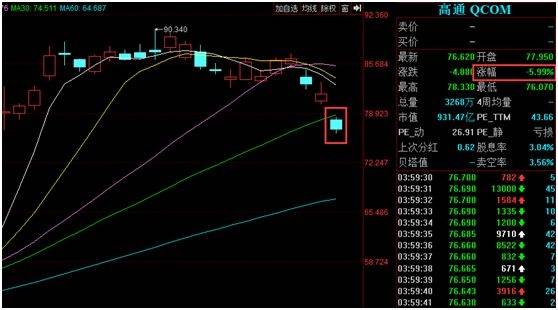 76 MA30: 74.511 MA60: 64.687
加自选 均线 除权 窗
92.360
90.340
85.684
78.923
72.247
65.486
58.724
高通 QCOM
卖价 -
买价 -
最新 76.620 开盘 77.950
涨跌 -4.880 涨幅 -5.99%
最高 78.330 最低 76.070
总量 3268万 4周均量 -
市值 931.47亿 PE_TTM 43.66
PE_动 26.91 PE_静 亏损
上次分红 0.62 股息率 3.04%
贝塔值 - 卖空率 3.56%
03:59:30 76.700 782 5
03:59:31 76.690 13000 45
03:59:32 76.700 1584 11
03:59:33 76.690 1335 10
03:59:34 76.690 1200 6
03:59:35 76.685 9710 42
03:59:36 76.660 8522 42
03:59:37 76.660 832 7
03:59:38 76.665 671 3
03:59:39 76.650 1256 7
03:59:40 76.643 3916 26
03:59:41 76.630 633 2